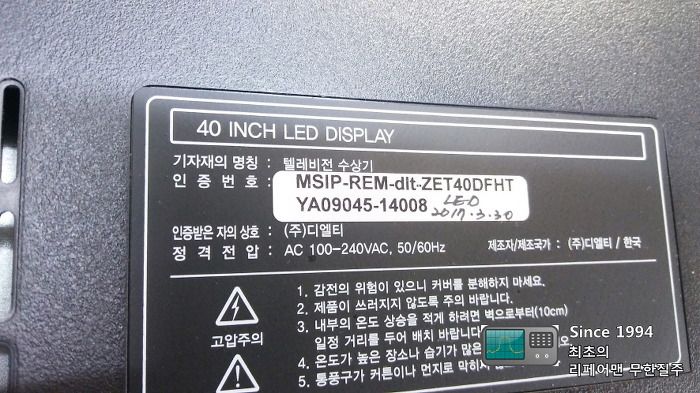 40 INCH LED DISPLAY
기자재의 명칭 : 텔레비전 수상기
인 증 번 호 : MSIP-REM-dlt-ZET40DFHT
YA09045-14008 LED
2017.3.30
인증받은 자의 상호 : (주)디엘티
정 격 전 압 : AC 100-240VAC, 50/60Hz 제조자/제조국가 : (주)디엘티 / 한국
고압주의
1. 감전의 위험이 있으니 커버를 분해하지 마세요.
2. 제품이 쓰러지지 않도록 주의 바랍니다.
3. 내부의 온도 상승을 적게 하려면 벽으로부터(10cm)
일정 거리를 두어 배치 바랍니다
4. 온도가 높은 장소나 습기가 많은
5. 통풍구가 커튼이나 먼지로 막히지
Since 1994
최초의
리페어맨 무한질주